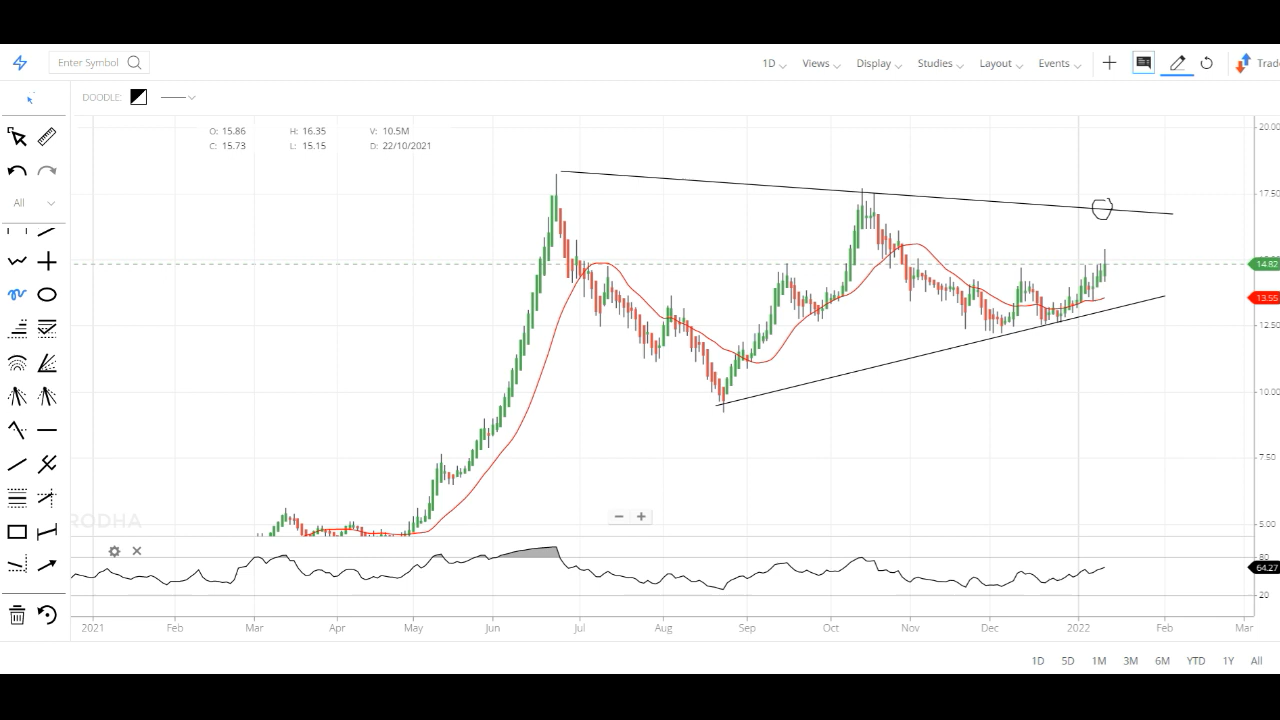 Enter Symbol
1D Views Display Studies Layout Events Trad
DOODLE:
O: 15.86 H: 16.35 V: 10.5M
C: 15.73 L: 15.15 D: 22/10/2021
All
20.00
17.50
14.82
13.55
12.50
10.00
7.50
5.00
RODHA
80
64.27
20
2021 Feb Mar Apr May Jun Jul Aug Sep Oct Nov Dec 2022 Feb Mar
1D 5D 1M 3M 6M YTD 1Y All